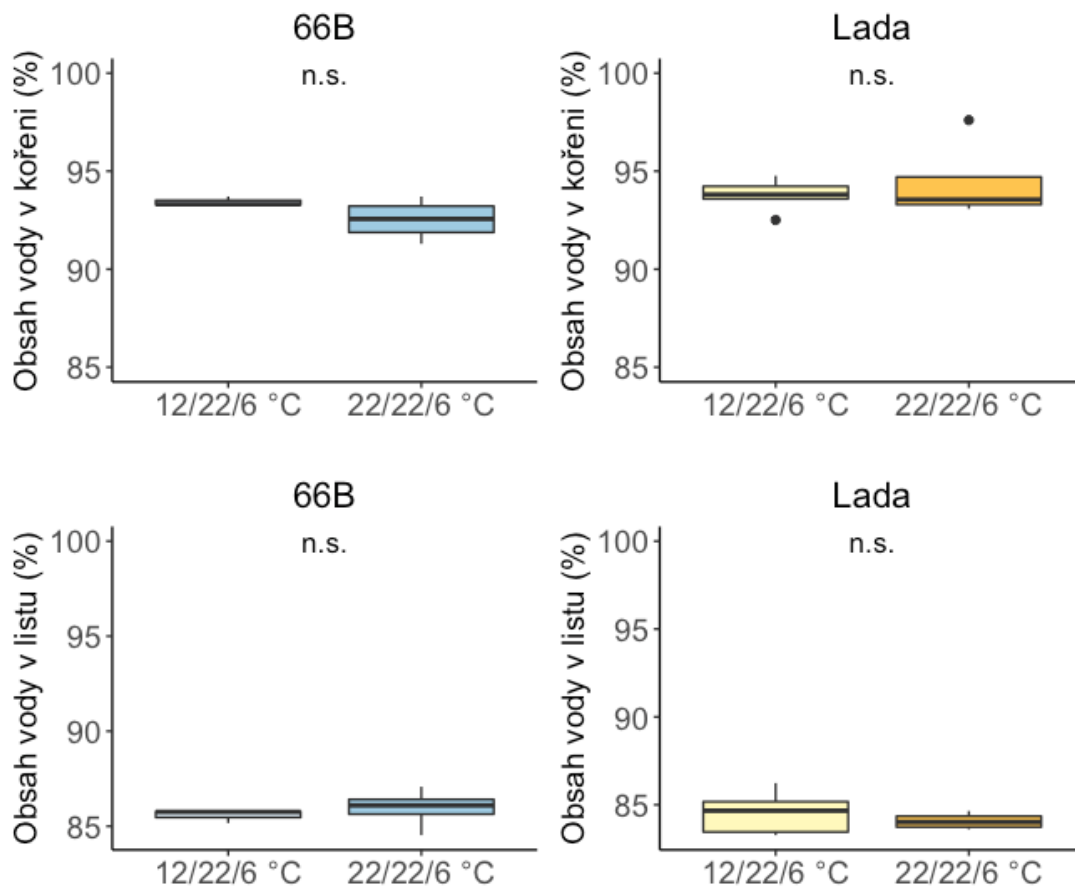 66B
n.s.
Obsah vody v kořeni (%)
100
95
90
85
12/22/6 °C 22/22/6 °C
Lada
n.s.
Obsah vody v kořeni (%)
100
95
90
85
12/22/6 °C 22/22/6 °C
66B
n.s.
Obsah vody v listu (%)
100
95
90
85
12/22/6 °C 22/22/6 °C
Lada
n.s.
Obsah vody v listu (%)
100
95
90
85
12/22/6 °C 22/22/6 °C